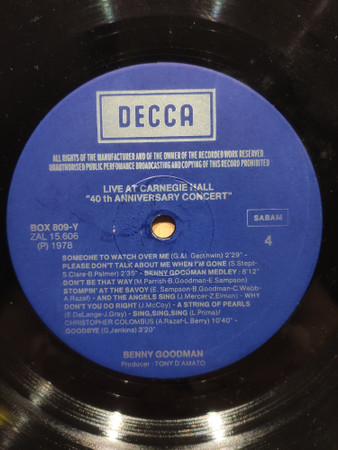 DECCA
ALL RIGHTS OF THE MANUFACTURER AND OF THE OWNER OF THE RECORDED WORK RESERVED
UNAUTHORISED PUBLIC PERFORMANCE BROADCASTING AND COPYING OF THIS RECORD PROHIBITED
LIVE AT CARNEGIE HALL
"40 th ANNIVERSARY CONCERT"
BOX 809-Y
ZAL 15.606
(P) 1978
SABAM
4
SOMEONE TO WATCH OVER ME (G.&I. Gershwin) 2'29" -
PLEASE DON'T TALK ABOUT ME WHEN I'M GONE (S.Stept-
S.Clare-B.Palmer) 2'35" - BENNY GOODMAN MEDLEY : 8'12"
DON'T BE THAT WAY (M.Parrish-B.Goodman-E.Sampson)
STOMPIN' AT THE SAVOY (E. Sempson-B.Goodman-C.Webb-
A.Razaf) - AND THE ANGELS SING (J.Mercer-Z.Elman) - WHY
DON'T YOU DO RIGHT (J.McCoy) - A STRING OF PEARLS
(E.DeLange-J.Gray) - SING,SING,SING (L.Prima)/
CHRISTOPHER COLOMBUS (A.Razaf-L.Berry) 10'40" -
GOODBYE (G.Jenkins) 3'20"
BENNY GOODMAN
Producer : TONY D'AMATO